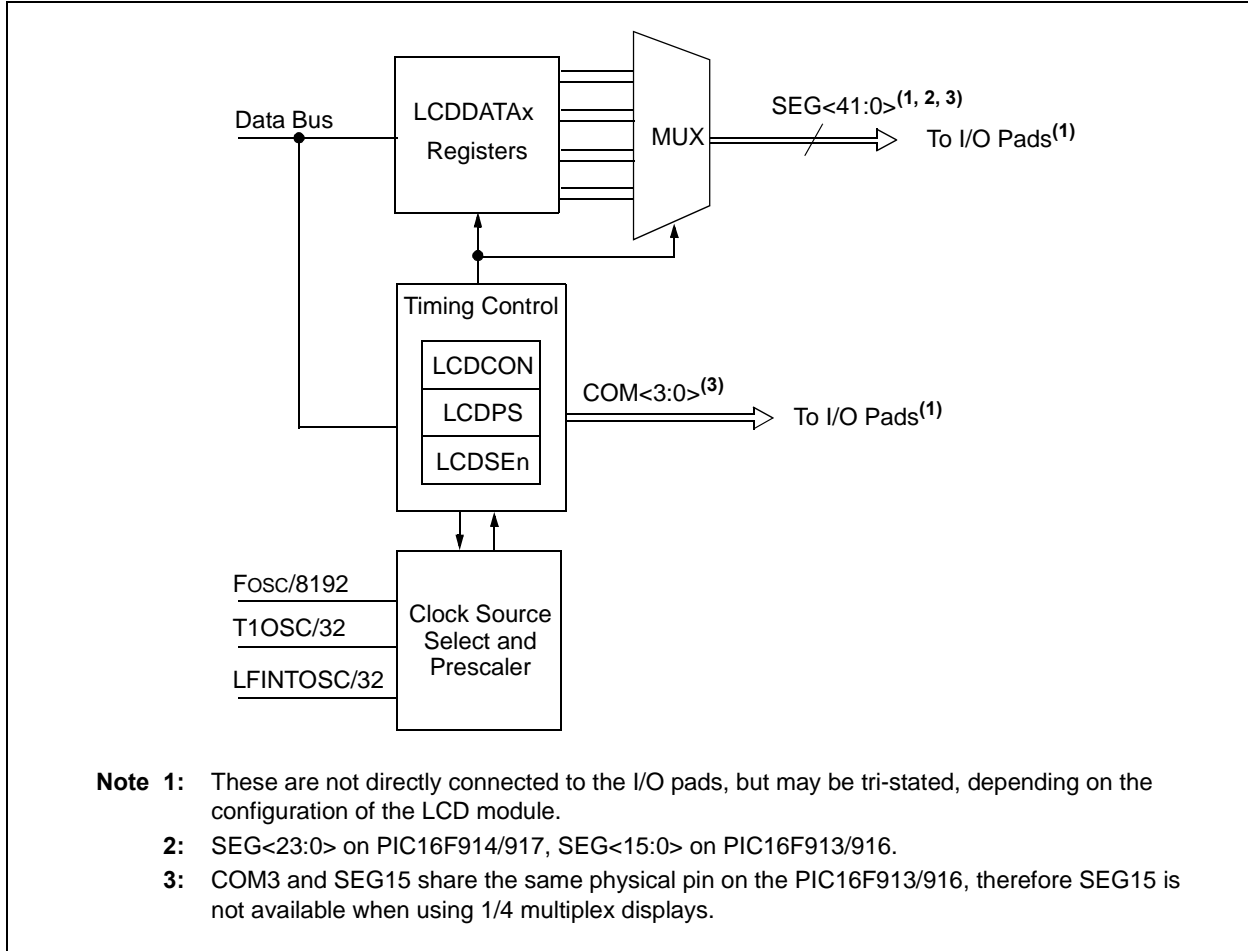 LCDDATAx
Registers
Data Bus
MUX
SEG<41:0>(1, 2, 3)
To I/O Pads(1)
Timing Control
LCDCON
LCDPS
LCDSEn
COM<3:0>(3)
To I/O Pads(1)
FOSC/8192
T1OSC/32
LFINTOSC/32
Clock Source
Select and
Prescaler
Note 1: These are not directly connected to the I/O pads, but may be tri-stated, depending on the
configuration of the LCD module.
2: SEG<23:0> on PIC16F914/917, SEG<15:0> on PIC16F913/916.
3: COM3 and SEG15 share the same physical pin on the PIC16F913/916, therefore SEG15 is
not available when using 1/4 multiplex displays.